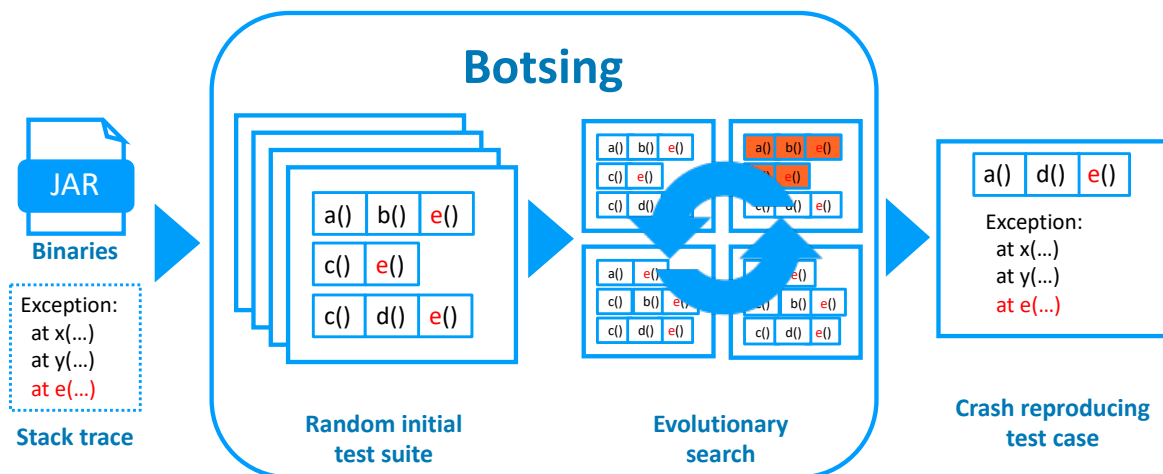 Botsing
JAR
Binaries
Exception:
at x(...)
at y(...)
at e(...)
Stack trace
a() b() e()
c() e()
c() d() e()
Random initial
test suite
a() b() e()
c() e()
c() d()
a() b() e()
e()
c() d() e()
a() e()
c() b() e()
c() d() e()
e()
b() e()
c() d() e()
Evolutionary
search
a() d() e()
Exception:
at x(...)
at y(...)
at e(...)
Crash reproducing
test case